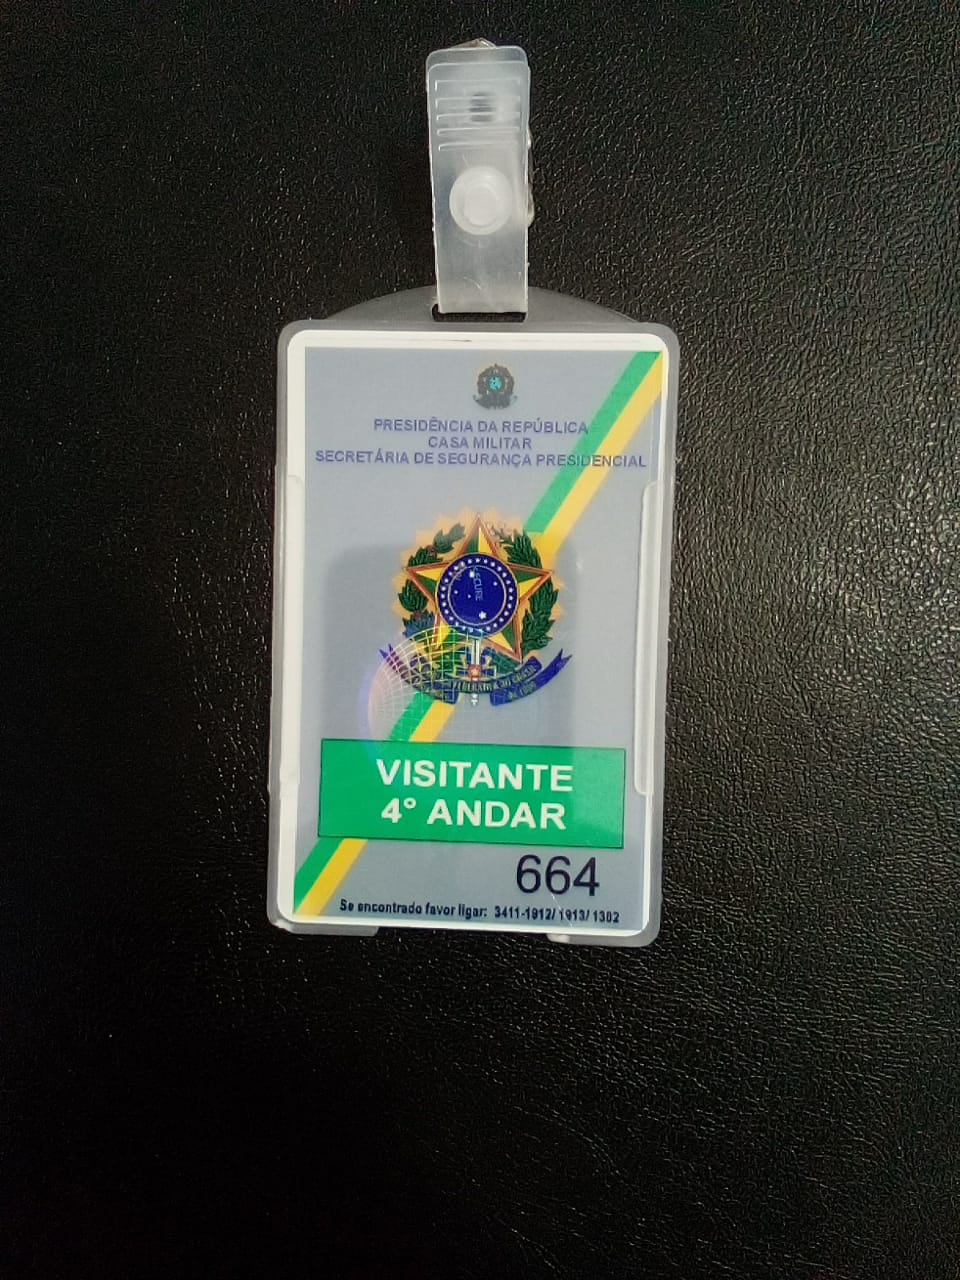 PRESIDÊNCIA DA REPÚBLICA
CASA MILITAR
SECRETÁRIA DE SEGURANÇA PRESIDENCIAL
VISITANTE
4° ANDAR
664
Se encontrado favor ligar: 3411-1912/ 1913/ 1302